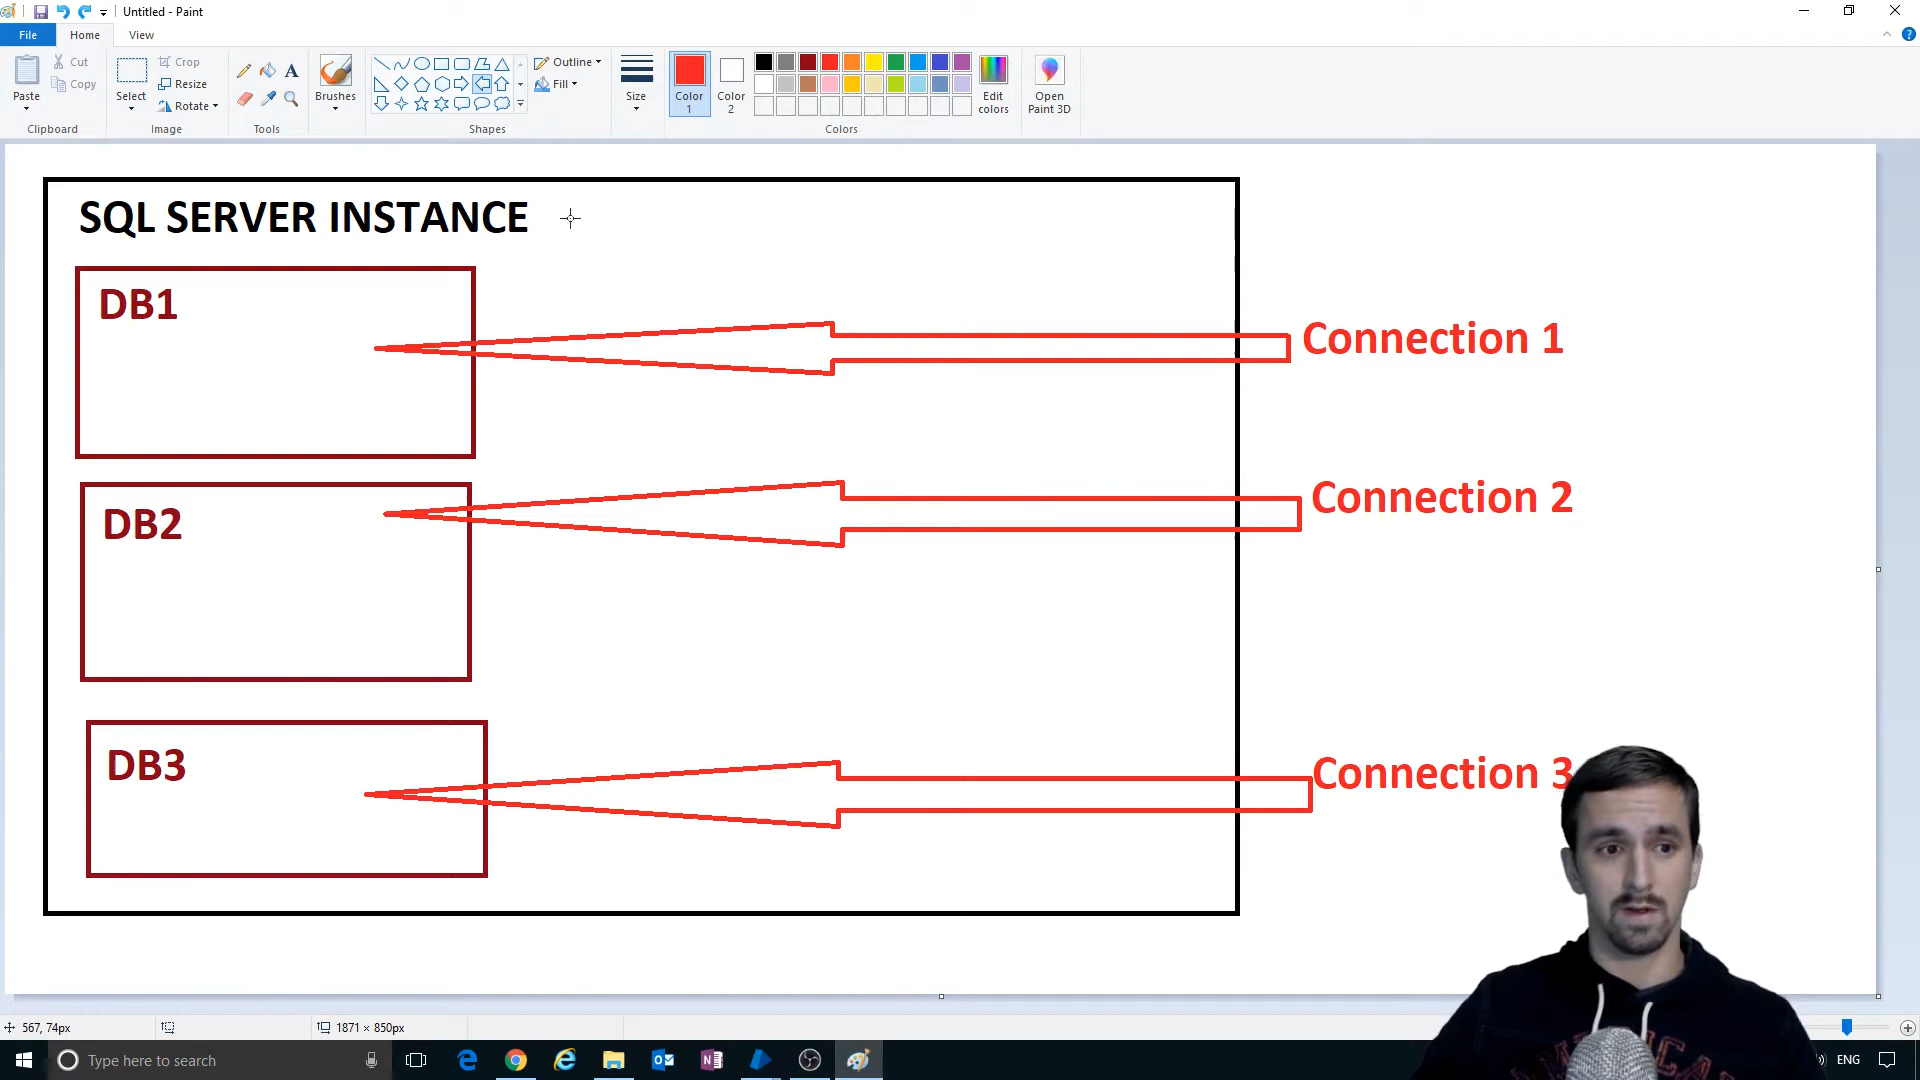 Untitled - Paint
File Home View
Paste
Cut
Copy
Clipboard
Select
Crop
Resize
Rotate
Image
Tools
Brushes
Shapes
Outline
Fill
Size
Color 1
Color 2
Edit colors
Colors
Open Paint 3D
SQL SERVER INSTANCE
DB1
Connection 1
DB2
Connection 2
DB3
Connection 3
567, 74px
1871 × 850px
Type here to search
ENG